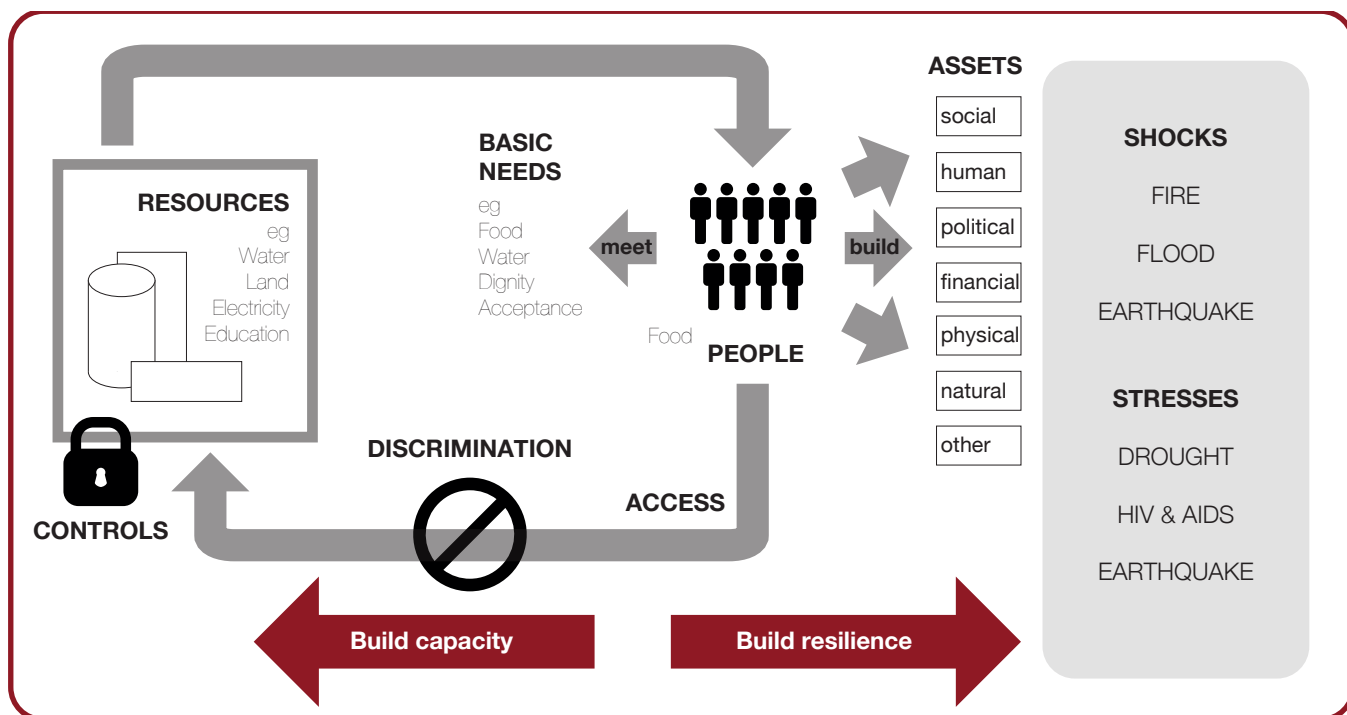 RESOURCES
eg
Water
Land
Electricity
Education
CONTROLS
BASIC
NEEDS
eg
Food
Water
Dignity
Acceptance
meet
Food
PEOPLE
build
DISCRIMINATION
ACCESS
ASSETS
social
human
political
financial
physical
natural
other
SHOCKS
FIRE
FLOOD
EARTHQUAKE
STRESSES
DROUGHT
HIV & AIDS
EARTHQUAKE
Build capacity
Build resilience